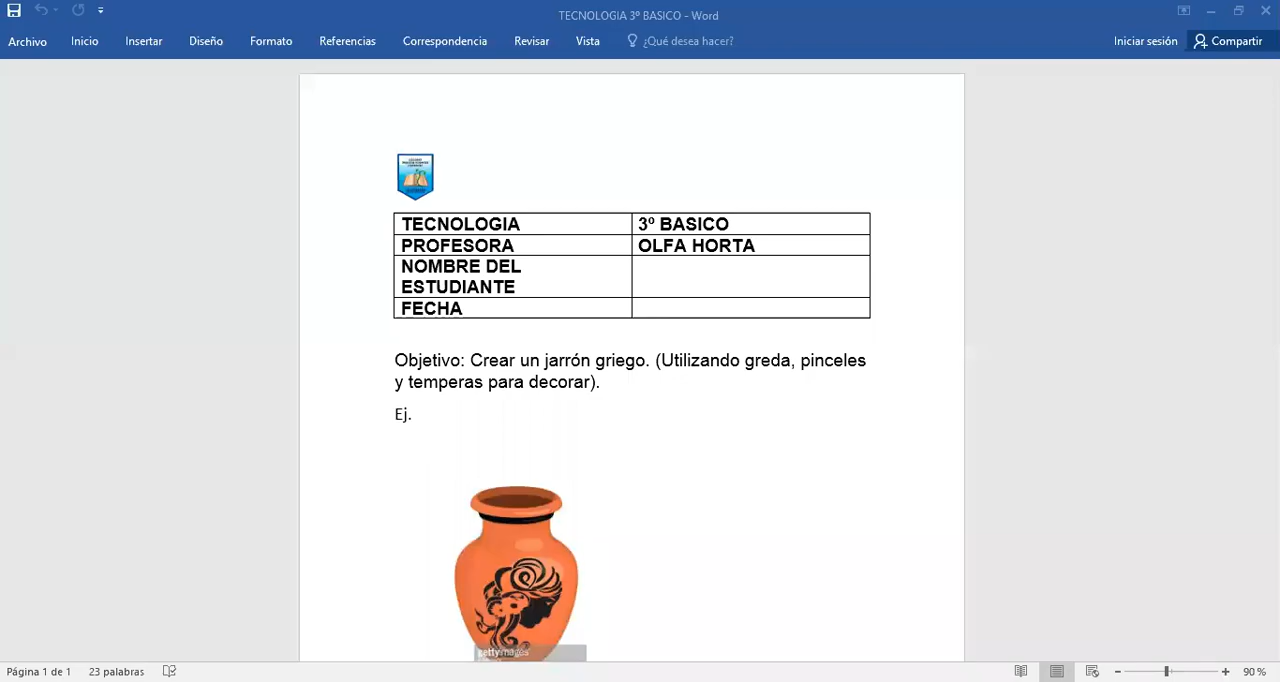 TECNOLOGIA 3º BASICO - Word
Archivo Inicio Insertar Diseño Formato Referencias Correspondencia Revisar Vista ¿Qué desea hacer? Iniciar sesión Compartir
TECNOLOGIA 3º BASICO
PROFESORA OLFA HORTA
NOMBRE DEL
ESTUDIANTE
FECHA
Objetivo: Crear un jarrón griego. (Utilizando greda, pinceles
y temperas para decorar).
Ej.
gettyimages
Página 1 de 1 23 palabras 90 %